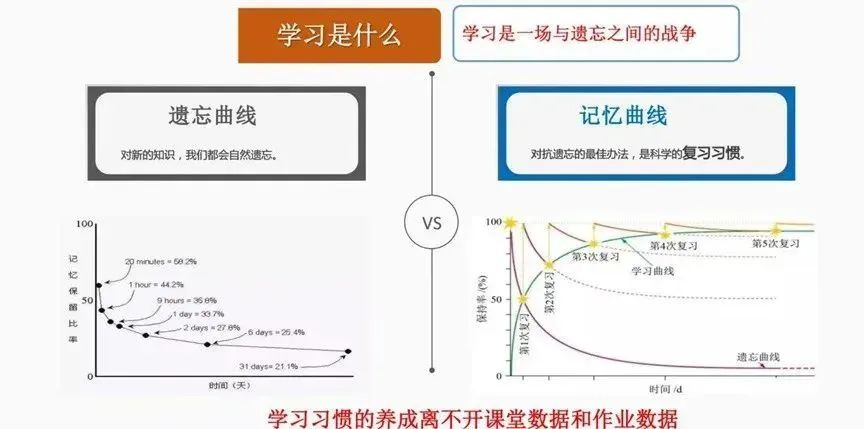 学习是什么
学习是一场与遗忘之间的战争
遗忘曲线
对新的知识，我们都会自然遗忘。
记忆曲线
对抗遗忘的最佳办法，是科学的复习习惯。
VS
100
50
0
记忆保留比率
20 minutes = 58.2%
1 hour = 44.2%
9 hours = 35.8%
1 day = 33.7%
2 days = 27.8%
6 days = 25.4%
31 days = 21.1%
时间（天）
100
50
0
保持率/(%)
第1次复习
第2次复习
第3次复习
第4次复习
第5次复习
学习曲线
遗忘曲线
时间 /d
学习习惯的养成离不开课堂数据和作业数据